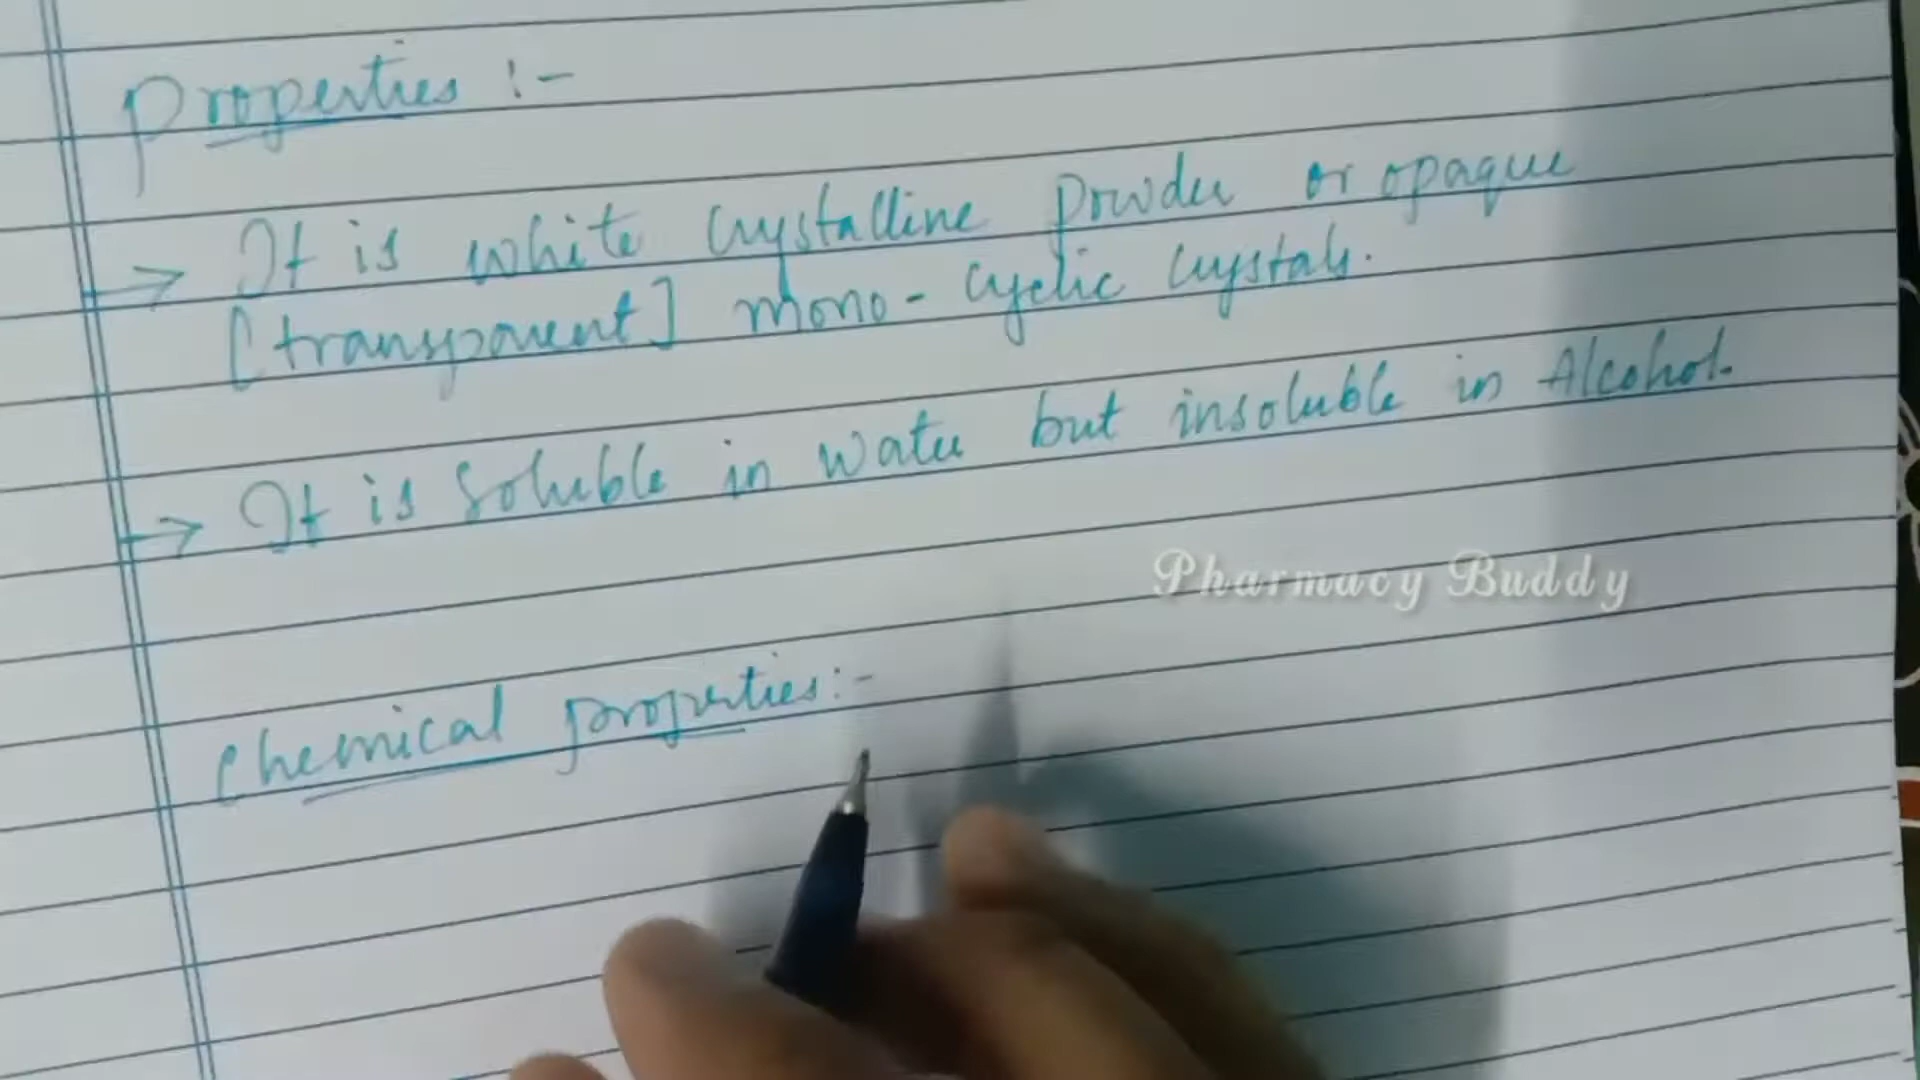 Properties :-
→ It is white crystalline powder or opaque
[transparent] mono-cyclic crystals.
→ It is soluble in water but insoluble in Alcohol.
Pharmacy Buddy
Chemical properties:-